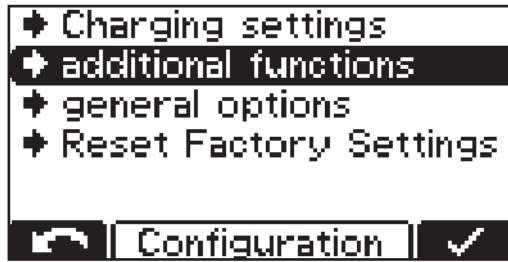 Charging settings
additional functions
general options
Reset Factory Settings
Configuration